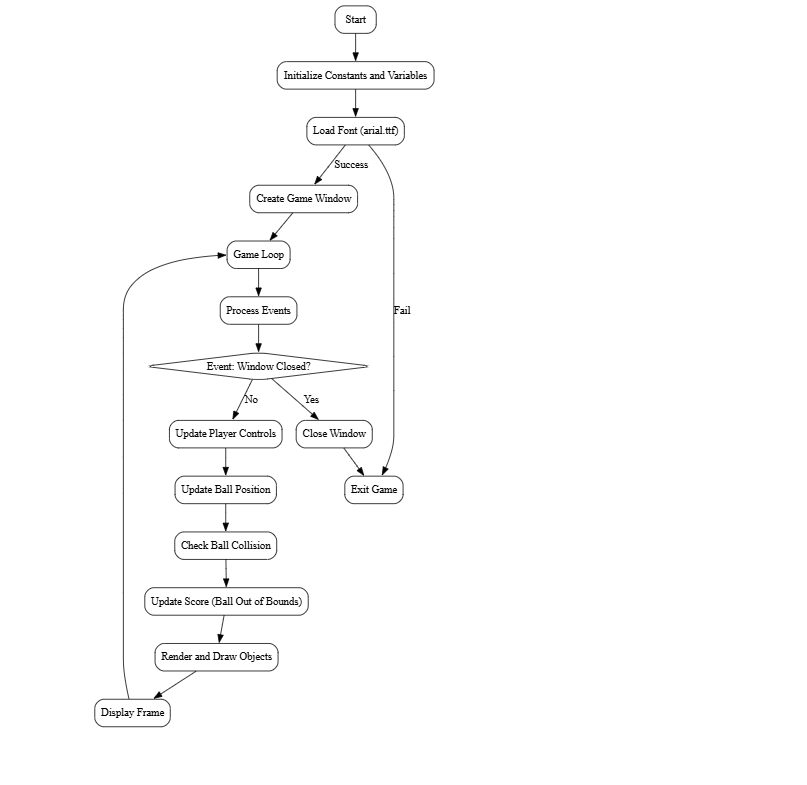 Start
Initialize Constants and Variables
Load Font (arial.ttf)
Success
Create Game Window
Game Loop
Process Events
Fail
Event: Window Closed?
No
Yes
Update Player Controls
Close Window
Update Ball Position
Exit Game
Check Ball Collision
Update Score (Ball Out of Bounds)
Render and Draw Objects
Display Frame